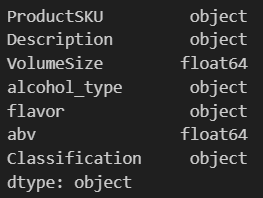 ProductSKU object
Description object
VolumeSize float64
alcohol_type object
flavor object
abv float64
Classification object
dtype: object